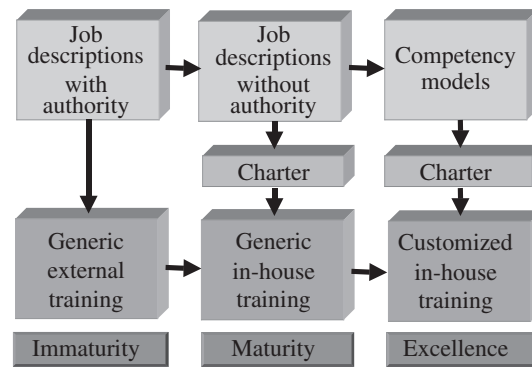 Job
descriptions
with
authority
Job
descriptions
without
authority
Competency
models
Charter
Charter
Generic
external
training
Generic
in-house
training
Customized
in-house
training
Immaturity
Maturity
Excellence